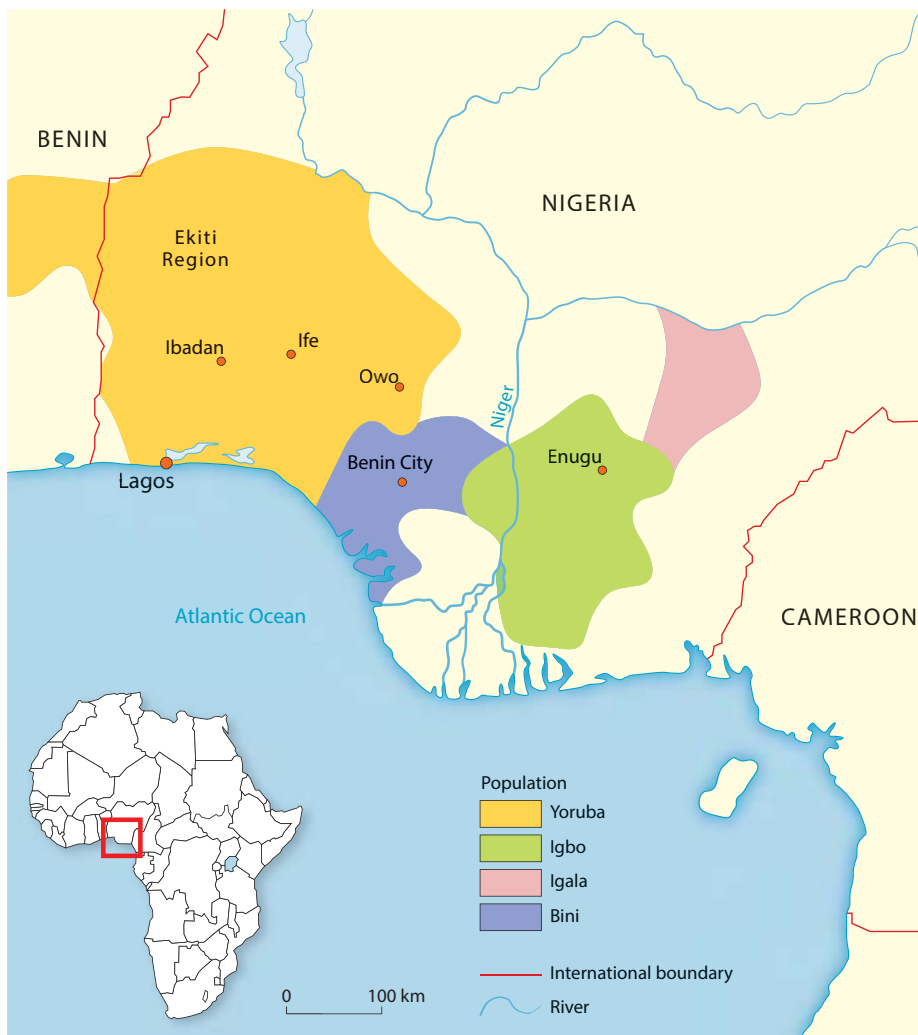 BENIN
NIGERIA
Ekiti
Region
Ibadan
Ife
Owo
Niger
Benin City
Enugu
Lagos
Atlantic Ocean
CAMEROON
Population
Yoruba
Igbo
Igala
Bini
International boundary
River
0 100 km